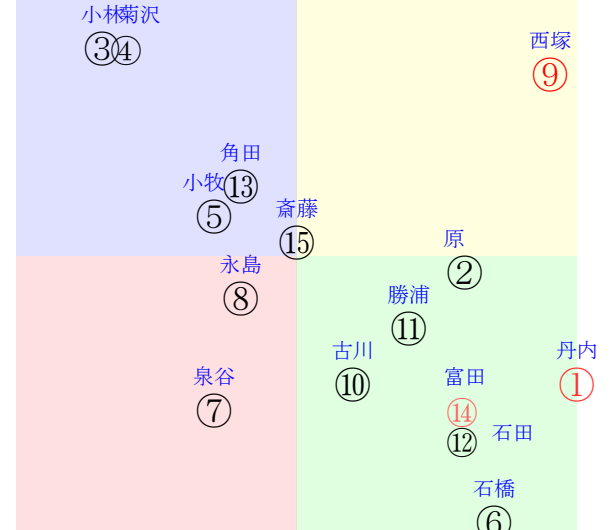 小林菊沢
③④
西塚
⑨
角田
⑬
小牧
⑤
斎藤
⑮
原
②
永島
⑧
勝浦
⑪
古川
⑩
丹内
①
泉谷
⑦
富田
⑭
石田
⑫
石橋
⑥